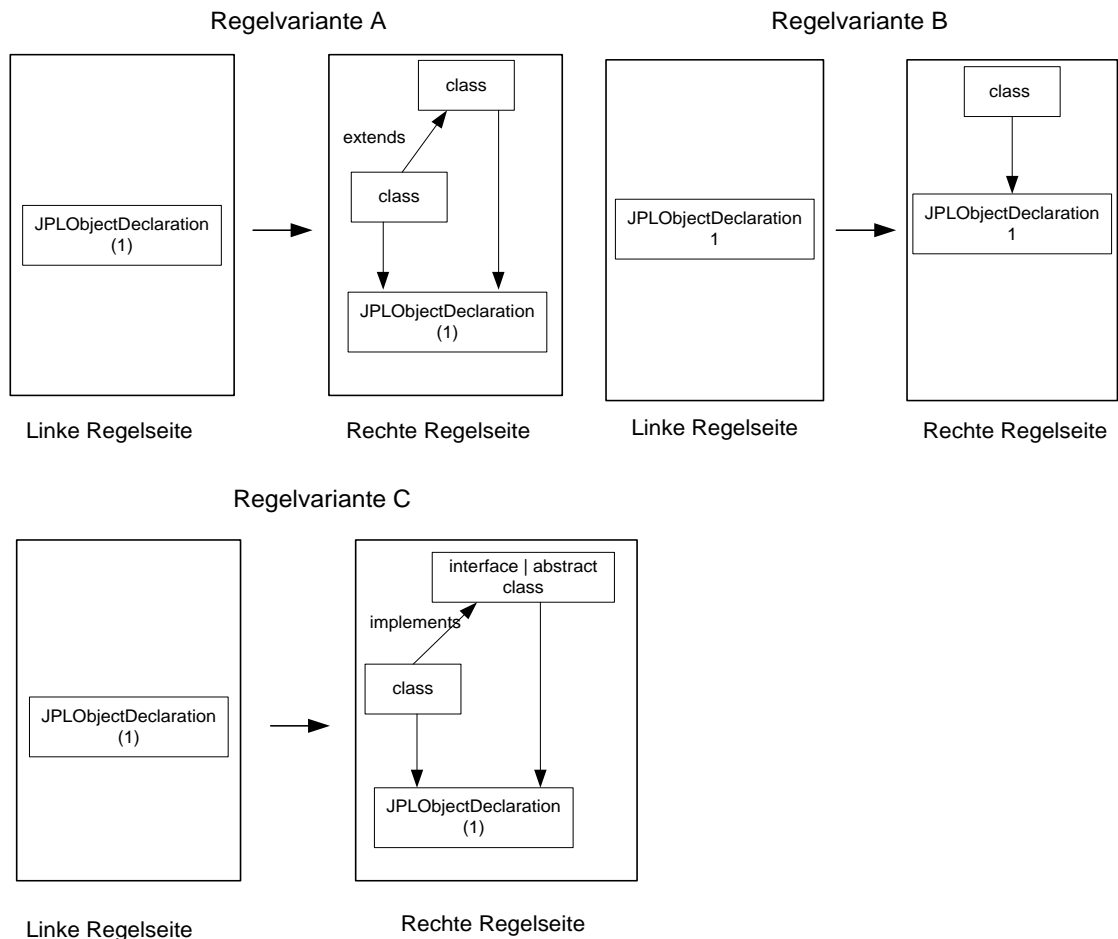 Regelvariante A
class
extends
class
JPLObjectDeclaration
(1)
JPLObjectDeclaration
(1)
Linke Regelseite
Rechte Regelseite
Regelvariante B
class
JPLObjectDeclaration
1
JPLObjectDeclaration
1
Linke Regelseite
Rechte Regelseite
Regelvariante C
interface | abstract
class
implements
class
JPLObjectDeclaration
(1)
JPLObjectDeclaration
(1)
Linke Regelseite
Rechte Regelseite